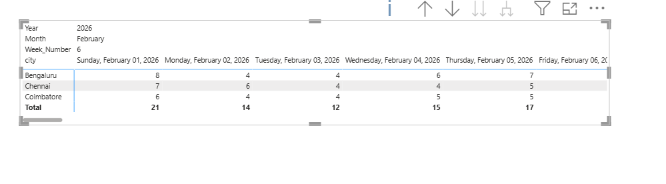 Year 2026
Month February
Week_Number 6
city Sunday, February 01, 2026 Monday, February 02, 2026 Tuesday, February 03, 2026 Wednesday, February 04, 2026 Thursday, February 05, 2026 Friday, February 06, 20
Bengaluru 8 4 4 6 7
Chennai 7 6 4 4 5
Coimbatore 6 4 4 5 5
Total 21 14 12 15 17